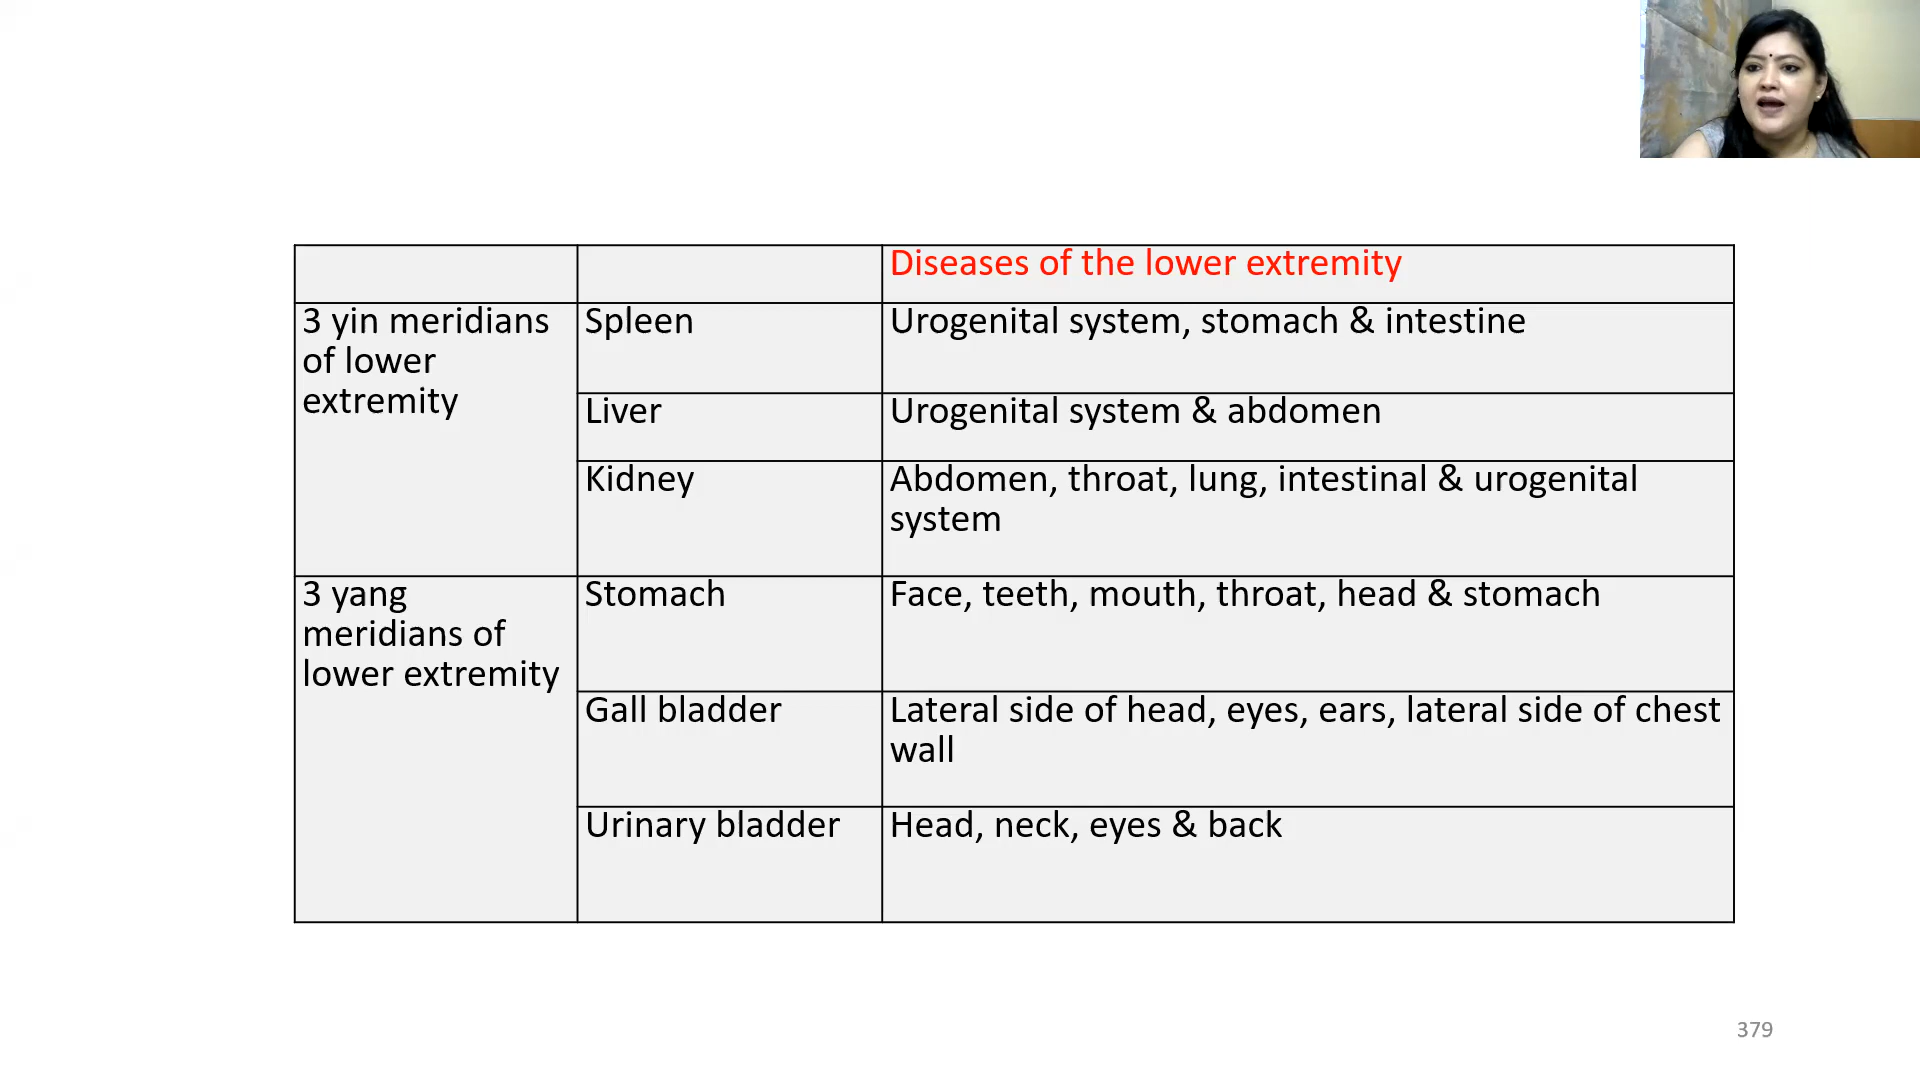 Diseases of the lower extremity
3 yin meridians
of lower
extremity
Spleen
Urogenital system, stomach & intestine
Liver
Urogenital system & abdomen
Kidney
Abdomen, throat, lung, intestinal & urogenital
system
3 yang
meridians of
lower extremity
Stomach
Face, teeth, mouth, throat, head & stomach
Gall bladder
Lateral side of head, eyes, ears, lateral side of chest
wall
Urinary bladder
Head, neck, eyes & back
379